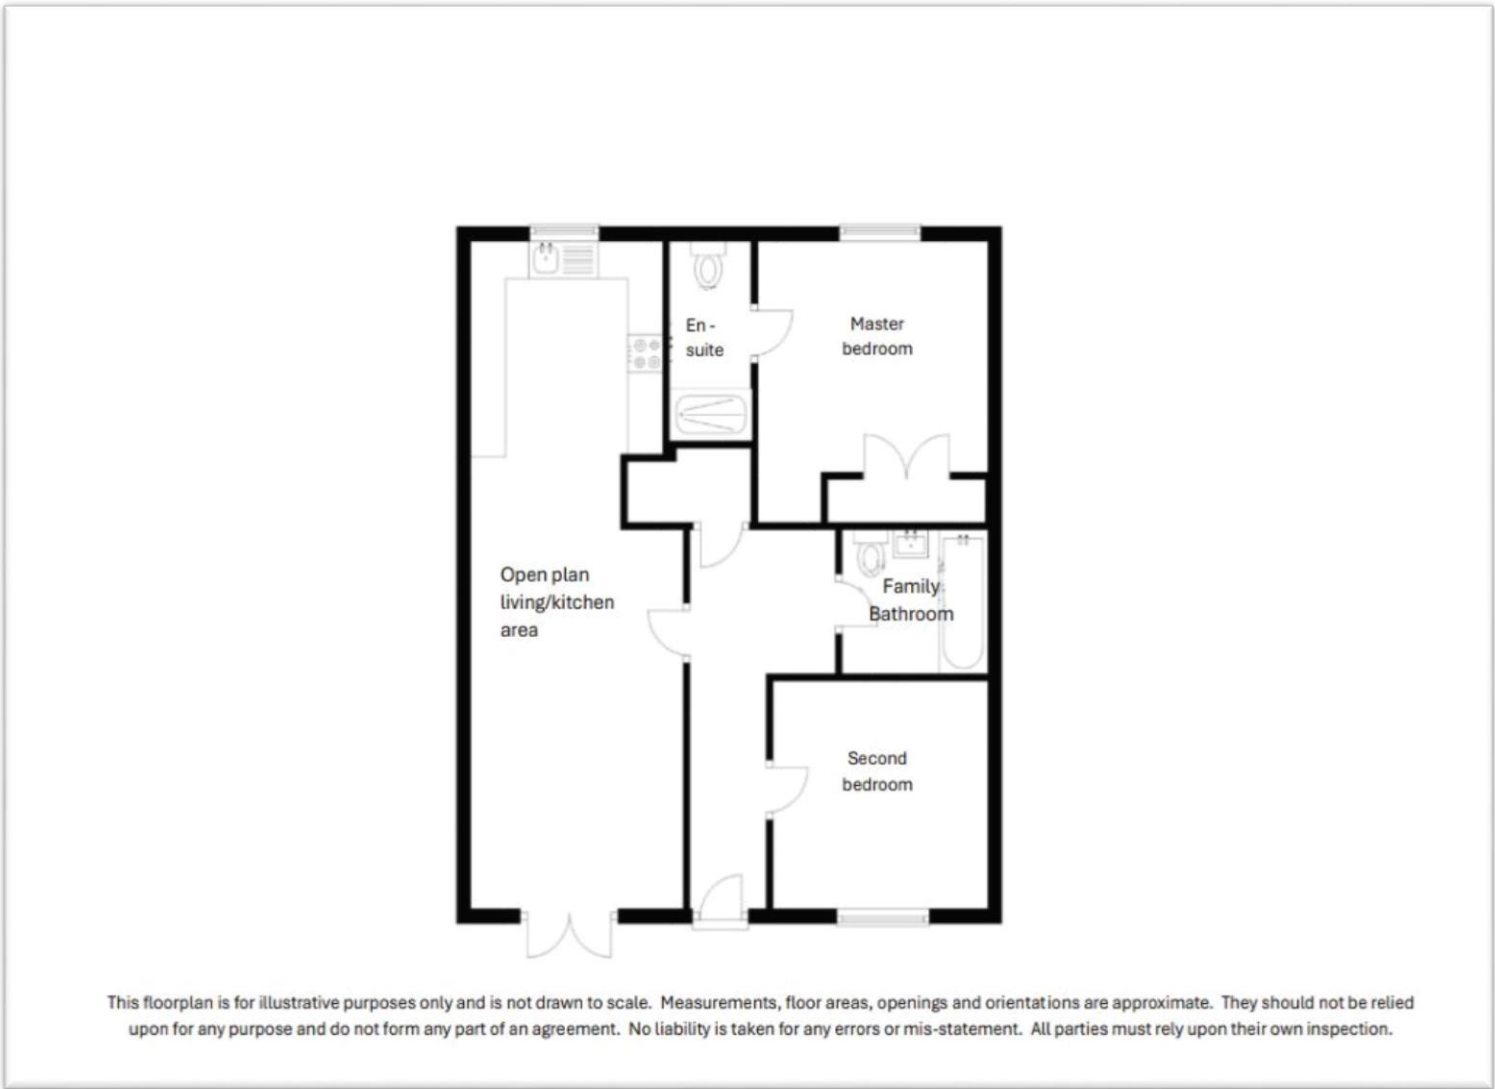 En -
suite
Master
bedroom
Open plan
living/kitchen
area
Family
Bathroom
Second
bedroom
This floorplan is for illustrative purposes only and is not drawn to scale.  Measurements, floor areas, openings and orientations are approximate.  They should not be relied
upon for any purpose and do not form any part of an agreement.  No liability is taken for any errors or mis-statement.  All parties must rely upon their own inspection.